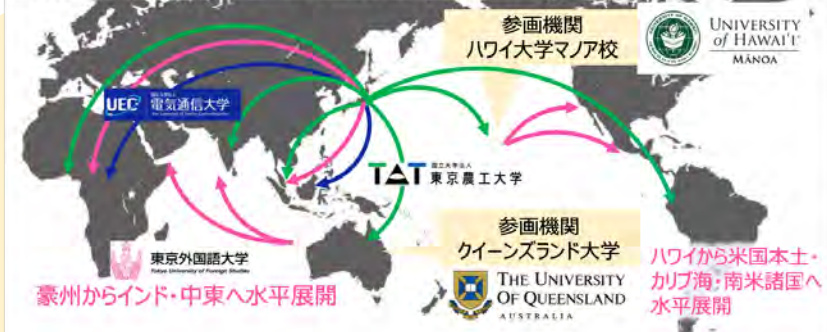 参画機関
ハワイ大学マノア校
UNIVERSITY
of HAWAI'I
MĀNOA
UEC
電気通信大学
TAT
国立大学法人
東京農工大学
東京外国語大学
Tokyo University of Foreign Studies
豪州からインド・中東へ水平展開
参画機関
クイーンズランド大学
THE UNIVERSITY
OF QUEENSLAND
AUSTRALIA
ハワイから米国本土・
カリブ海・南米諸国へ
水平展開